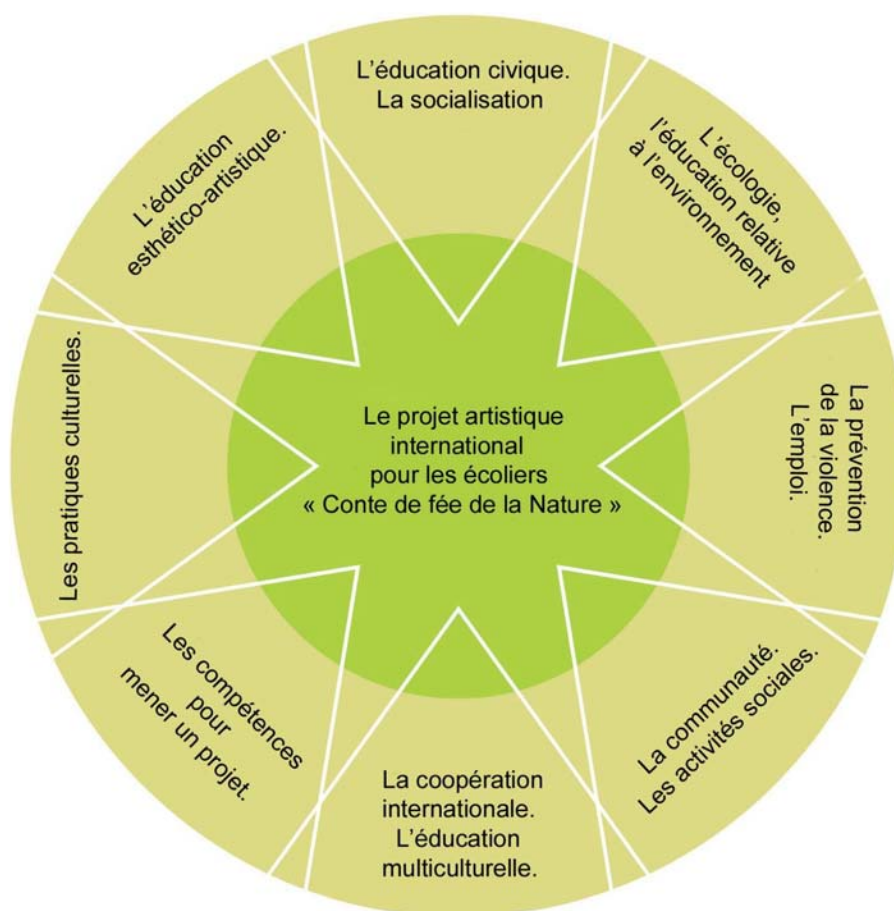 L'éducation civique.
La socialisation
L'écologie,
l'éducation relative
à l'environnement
La prévention
de la violence.
L'emploi.
La communauté.
Les activités sociales.
La coopération
internationale.
L'éducation
multiculturelle.
Les compétences
pour
mener un projet.
Les pratiques culturelles.
L'éducation
esthético-artistique.
Le projet artistique
international
pour les écoliers
« Conte de fée de la Nature »